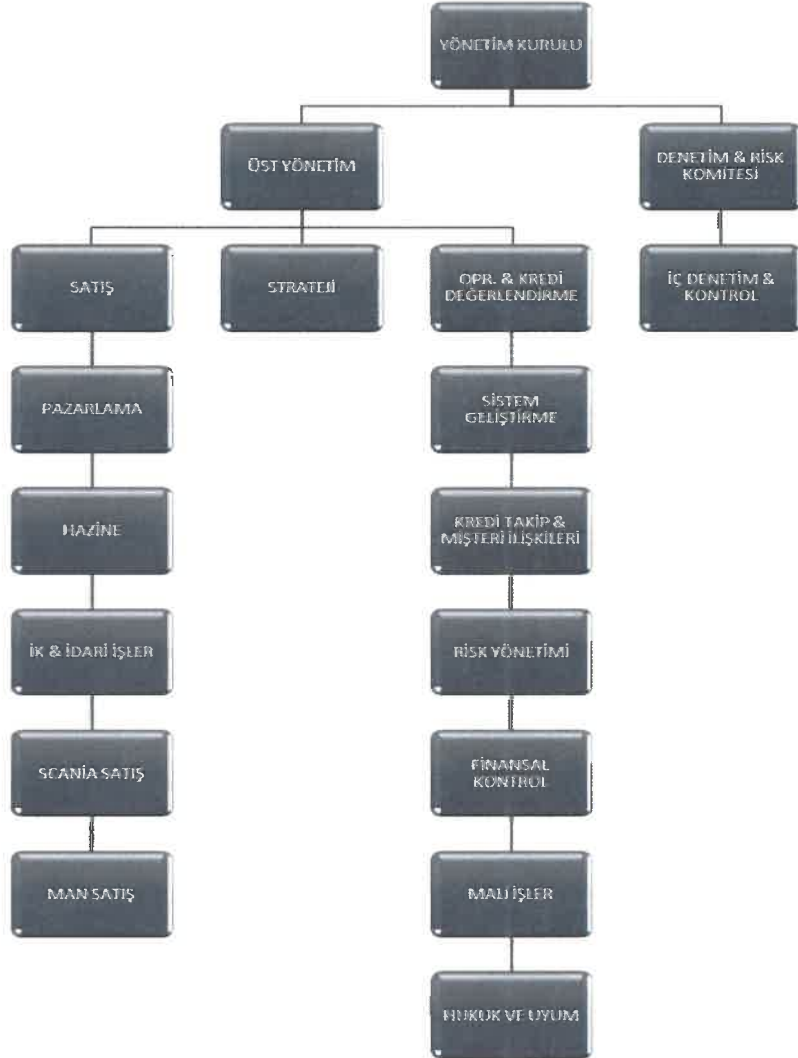 YÖNETİM KURULU
ÜST YÖNETİM
DENETİM & RİSK
KOMİTESİ
SATIŞ
STRATEJİ
OPR. & KREDİ
DEĞERLENDİRME
İÇ DENETİM &
KONTROL
PAZARLAMA
SİSTEM
GELİŞTİRME
HAZİNE
KREDİ TAKİP &
MİŞTERİ İLİŞKİLERİ
İK & İDARİ İŞLER
RİSK YÖNETİMİ
SCANİA SATIŞ
FİNANSAL
KONTROL
MAN SATIŞ
MALİ İŞLER
HUKUK VE UYUM